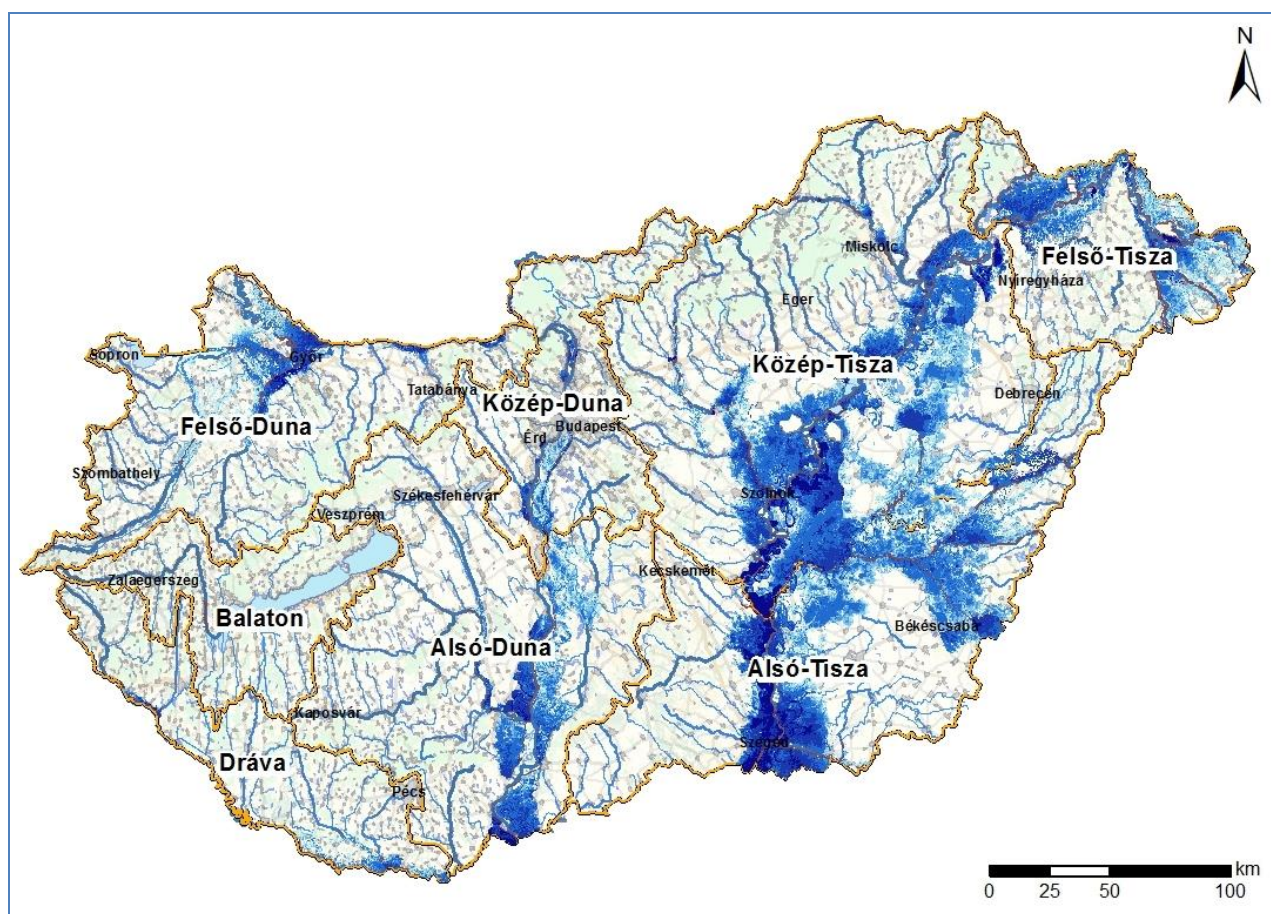 N
Miskolc
Felső-Tisza
Nyíregyháza
Eger
Sopron
Győr
Közép-Tisza
Tatabánya
Közép-Duna
Debrecen
Felső-Duna
Érd
Budapest
Szombathely
Székesfehérvár
Szolnok
Veszprém
Kecskemét
Zalaegerszeg
Balaton
Békéscsaba
Alsó-Duna
Alsó-Tisza
Kaposvár
Szeged
Dráva
Pécs
km
0 25 50 100